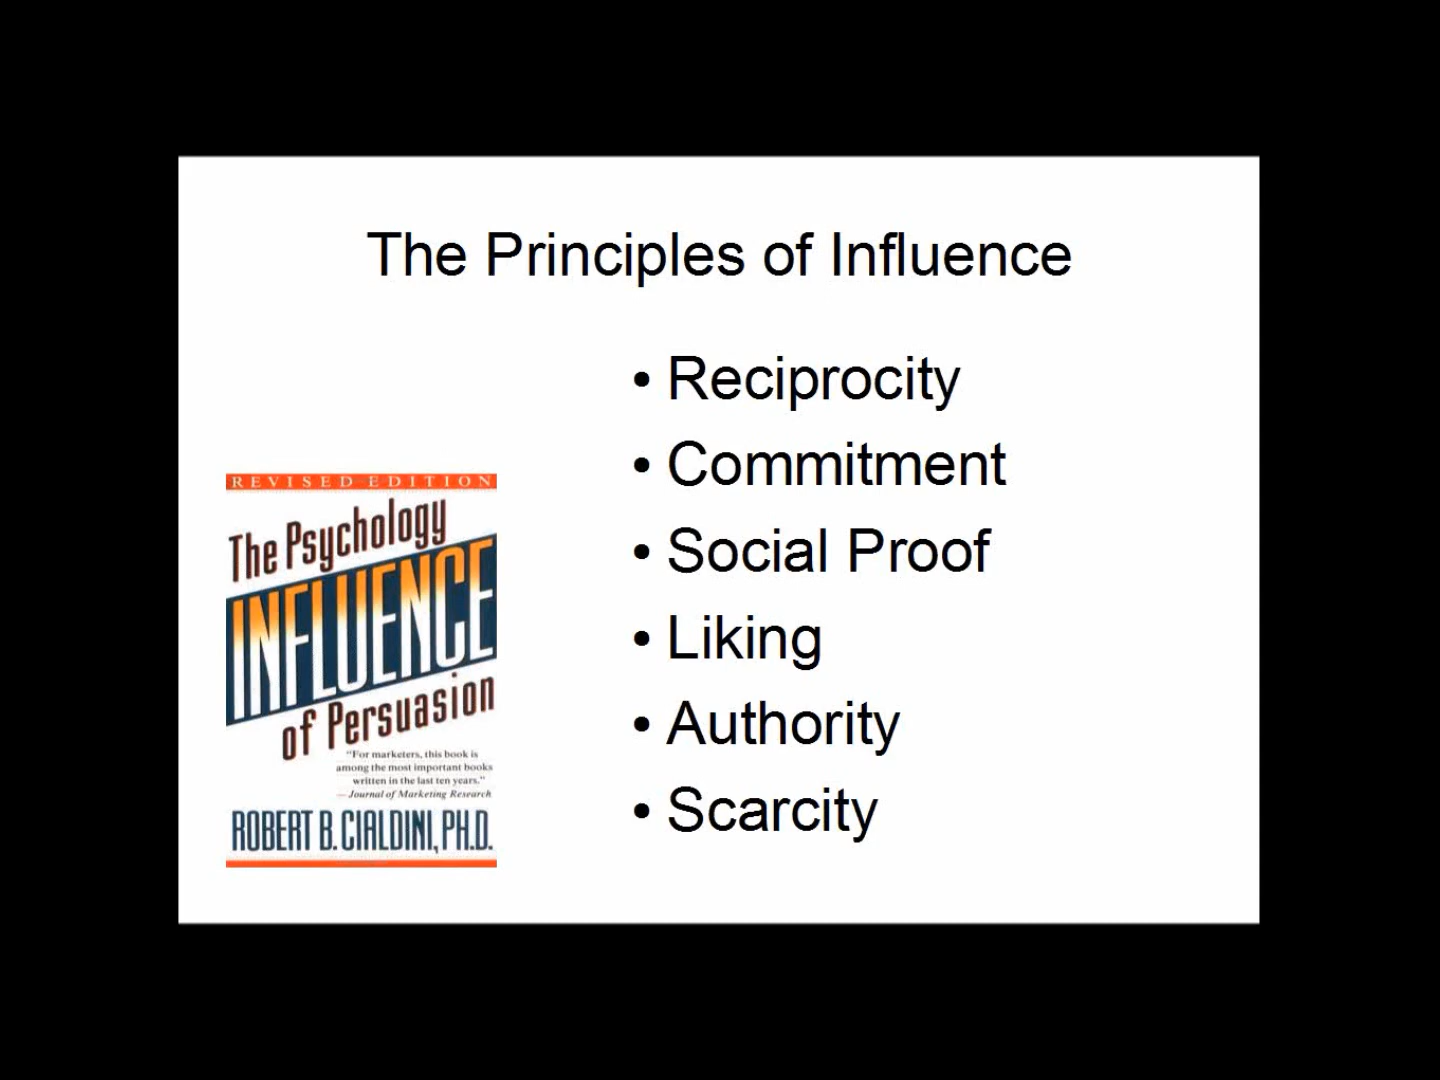 The Principles of Influence
• Reciprocity
• Commitment
• Social Proof
• Liking
• Authority
• Scarcity
REVISED EDITION
The Psychology
INFLUENCE
of Persuasion
"For marketers, this book is
among the most important books
written in the last ten years."
—Journal of Marketing Research
ROBERT B. CIALDINI, PH.D.